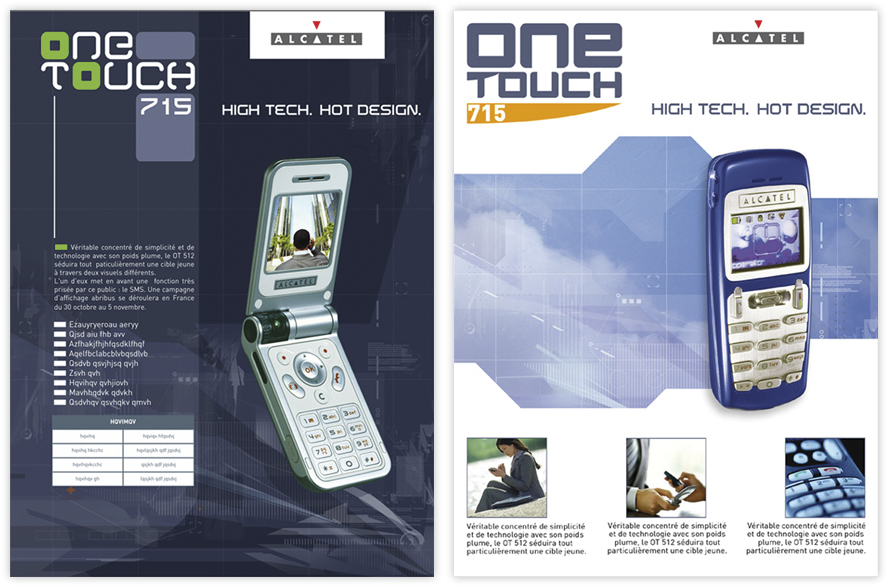 ONE
TOUCH
715
ALCATEL
HIGH TECH. HOT DESIGN.
ALCATEL
Véritable concentré de simplicité et de
technologie avec son poids plume, le OT 512
séduira tout paticulièrement une cible jeune
à travers deux visuels différents.
L'un d'eux met en avant une fonction très
prisée par ce public : le SMS. Une campagne
d'affichage abribus se déroulera en France
du 30 octobre au 5 novembre.
Ezauyryeroau aeryy
Qjsd aiu fhb avv
Azfhakjfhjhfqsdklfhqf
Aqelfbclabcblvbqsdlvb
Qsdvb qsvjhjsq qvjh
Zsvh qvh
Hqvihqv qvhjiovh
Mavhbqdvk qdvkh
Qsdvhqv qsvhqkv qmvh
HQVIMQV
ONE
TOUCH
715
ALCATEL
HIGH TECH. HOT DESIGN.
ALCATEL
Véritable concentré de simplicité
et de technologie avec son poids
plume, le OT 512 séduira tout
particulièrement une cible jeune.
Véritable concentré de simplicité
et de technologie avec son poids
plume, le OT 512 séduira tout
particulièrement une cible jeune.
Véritable concentré de simplicité
et de technologie avec son poids
plume, le OT 512 séduira tout
particulièrement une cible jeune.